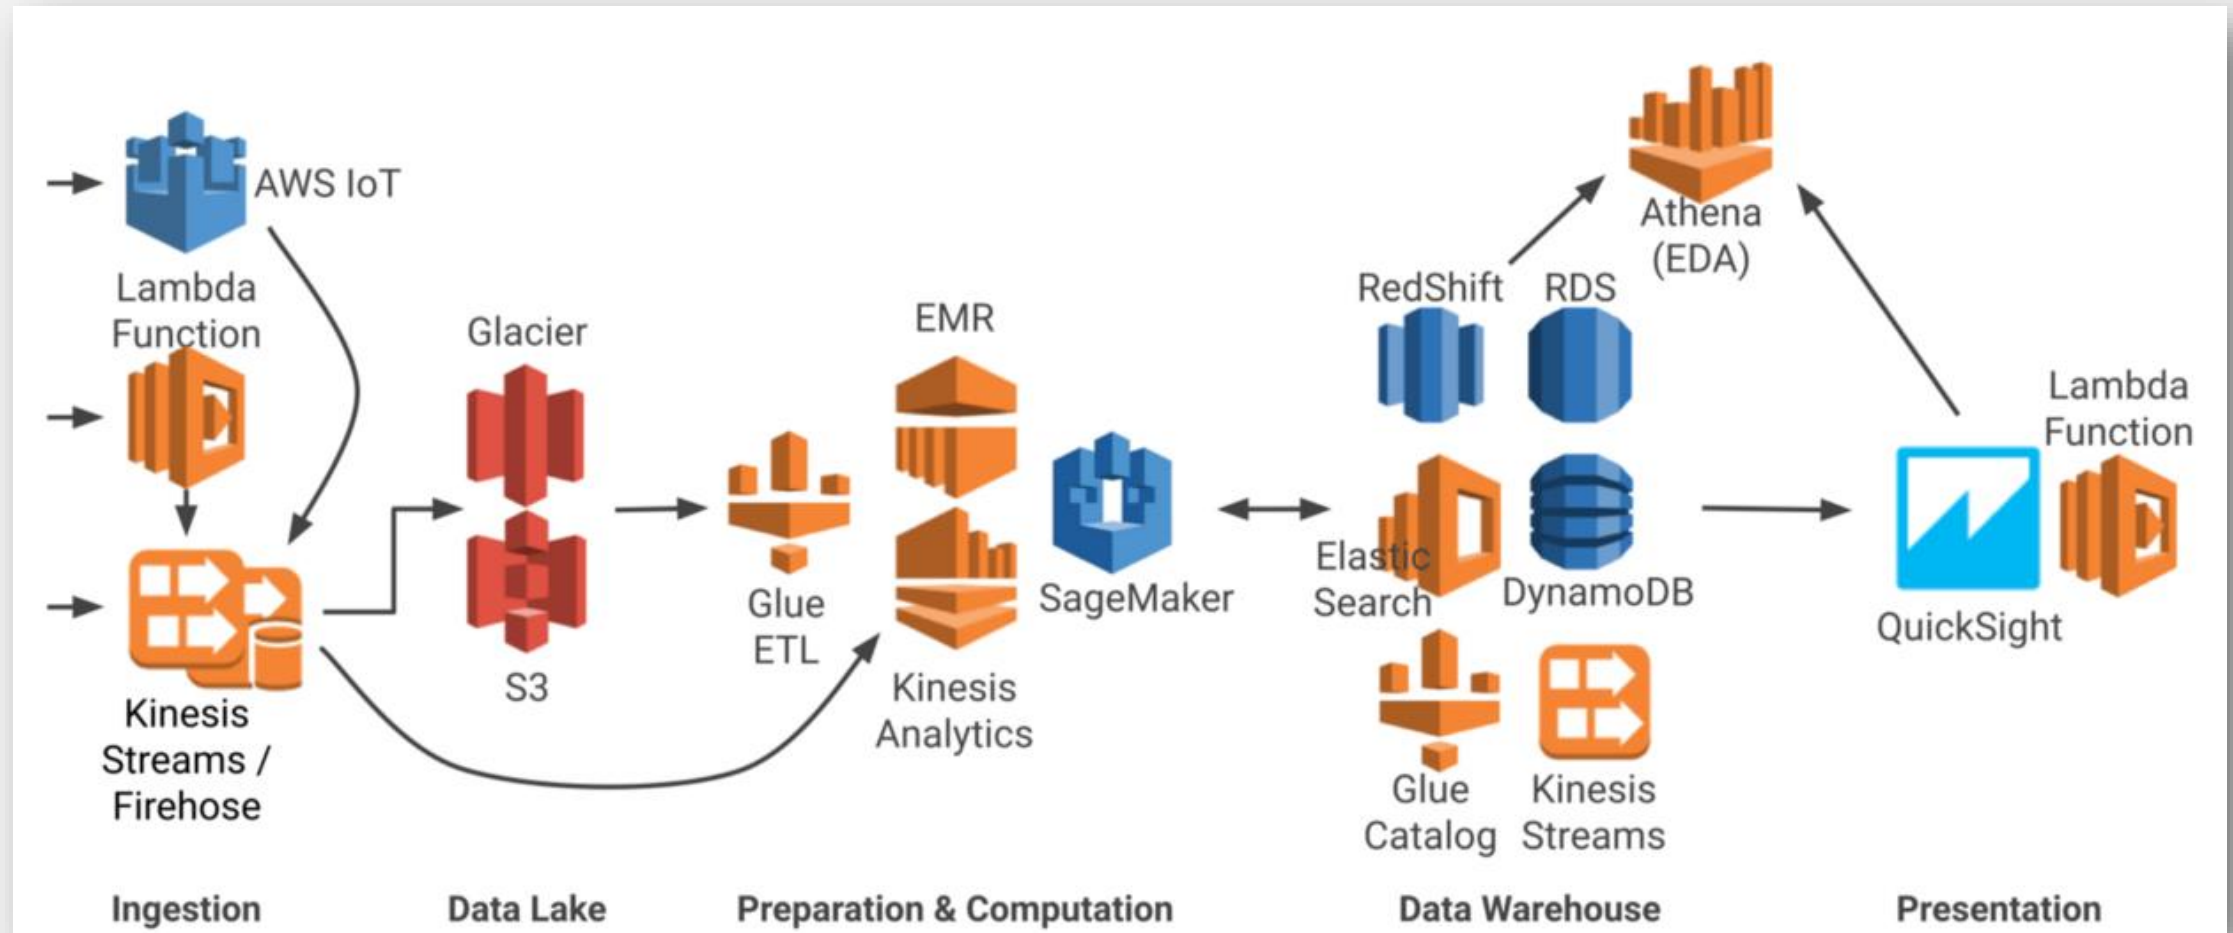 AWS IoT
Lambda
Function
Kinesis
Streams /
Firehose
Glacier
S3
Glue
ETL
EMR
Kinesis
Analytics
SageMaker
RedShift
RDS
Elastic
Search
DynamoDB
Glue
Catalog
Kinesis
Streams
Athena
(EDA)
QuickSight
Lambda
Function
Ingestion
Data Lake
Preparation & Computation
Data Warehouse
Presentation